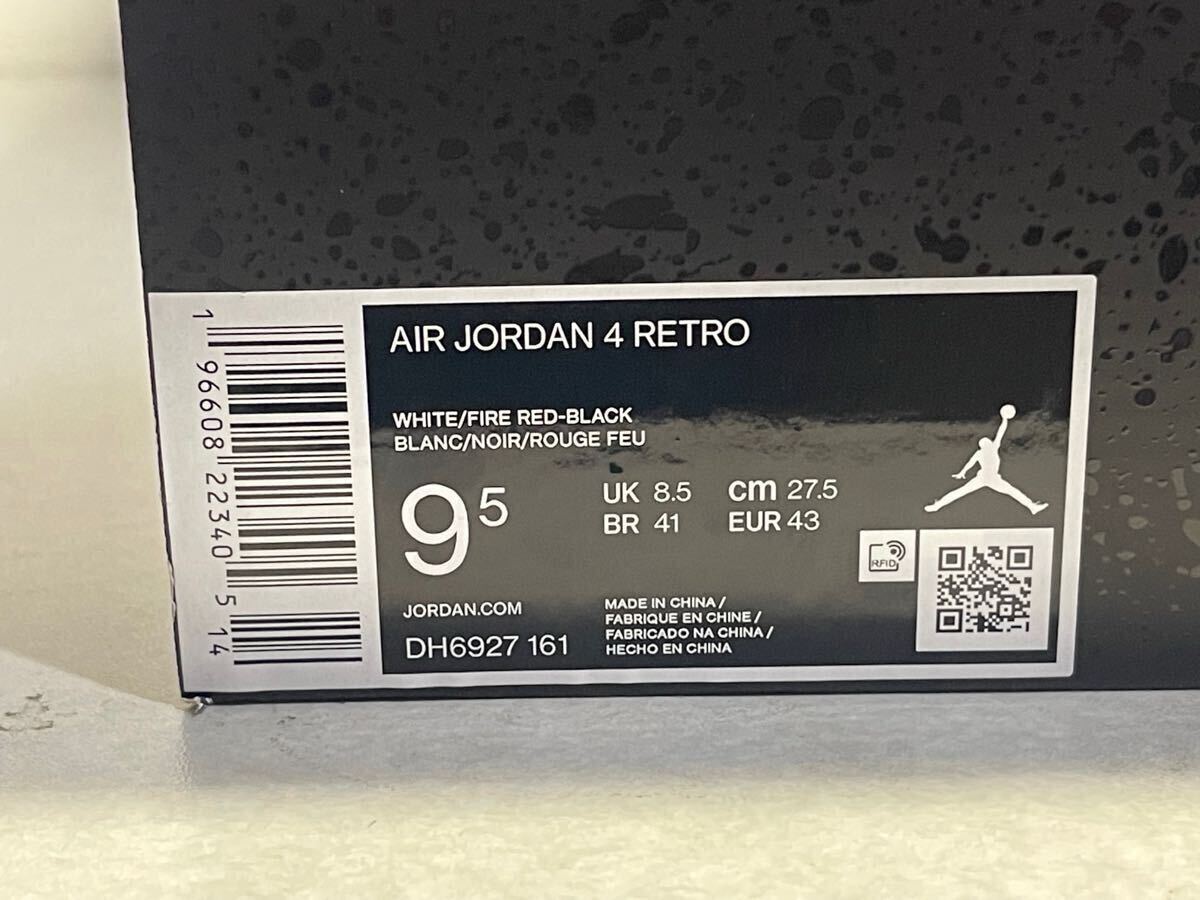 AIR JORDAN 4 RETRO
WHITE/FIRE RED-BLACK
BLANC/NOIR/ROUGE FEU
9 5
UK 8.5 cm 27.5
BR 41 EUR 43
RFID
JORDAN.COM
DH6927 161
MADE IN CHINA /
FABRIQUE EN CHINE /
FABRICADO NA CHINA /
HECHO EN CHINA
1 96608 22340 5 14